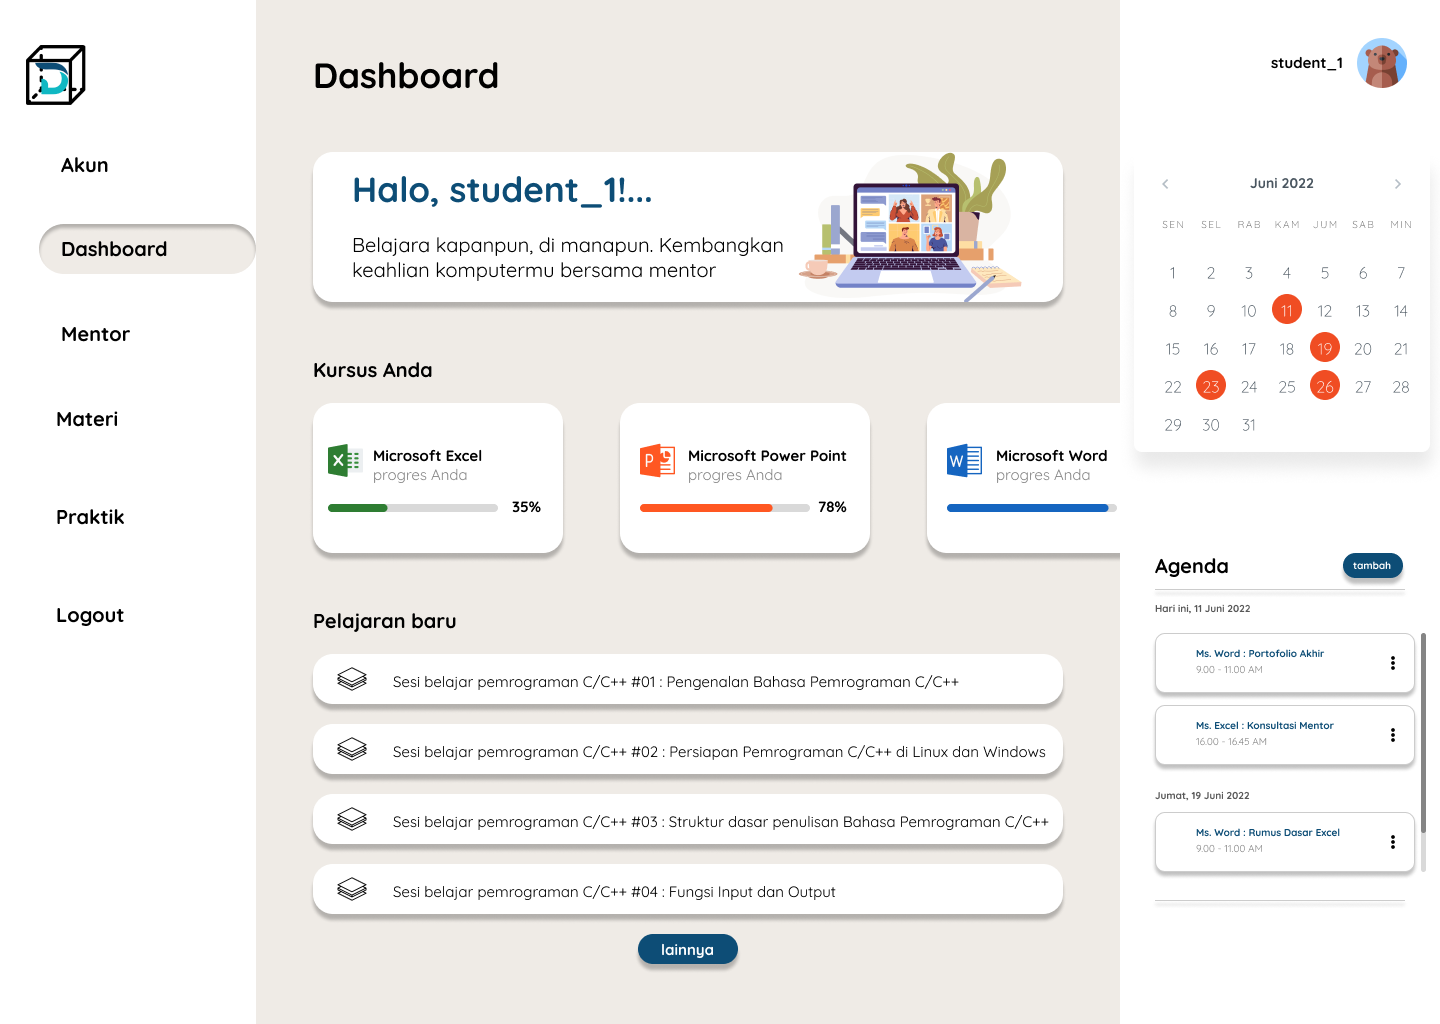 Akun
Dashboard
Mentor
Materi
Praktik
Logout
Dashboard
Halo, student_1!...
Belajara kapanpun, di manapun. Kembangkan
keahlian komputermu bersama mentor
Kursus Anda
Microsoft Excel
progres Anda
35%
Microsoft Power Point
progres Anda
78%
Microsoft Word
progres Anda
Pelajaran baru
Sesi belajar pemrograman C/C++ #01 : Pengenalan Bahasa Pemrograman C/C++
Sesi belajar pemrograman C/C++ #02 : Persiapan Pemrograman C/C++ di Linux dan Windows
Sesi belajar pemrograman C/C++ #03 : Struktur dasar penulisan Bahasa Pemrograman C/C++
Sesi belajar pemrograman C/C++ #04 : Fungsi Input dan Output
lainnya
student_1
Juni 2022
SEN SEL RAB KAM JUM SAB MIN
1 2 3 4 5 6 7
8 9 10 11 12 13 14
15 16 17 18 19 20 21
22 23 24 25 26 27 28
29 30 31
Agenda
tambah
Hari ini, 11 Juni 2022
Ms. Word : Portofolio Akhir
9.00 - 11.00 AM
Ms. Excel : Konsultasi Mentor
16.00 - 16.45 AM
Jumat, 19 Juni 2022
Ms. Word : Rumus Dasar Excel
9.00 - 11.00 AM